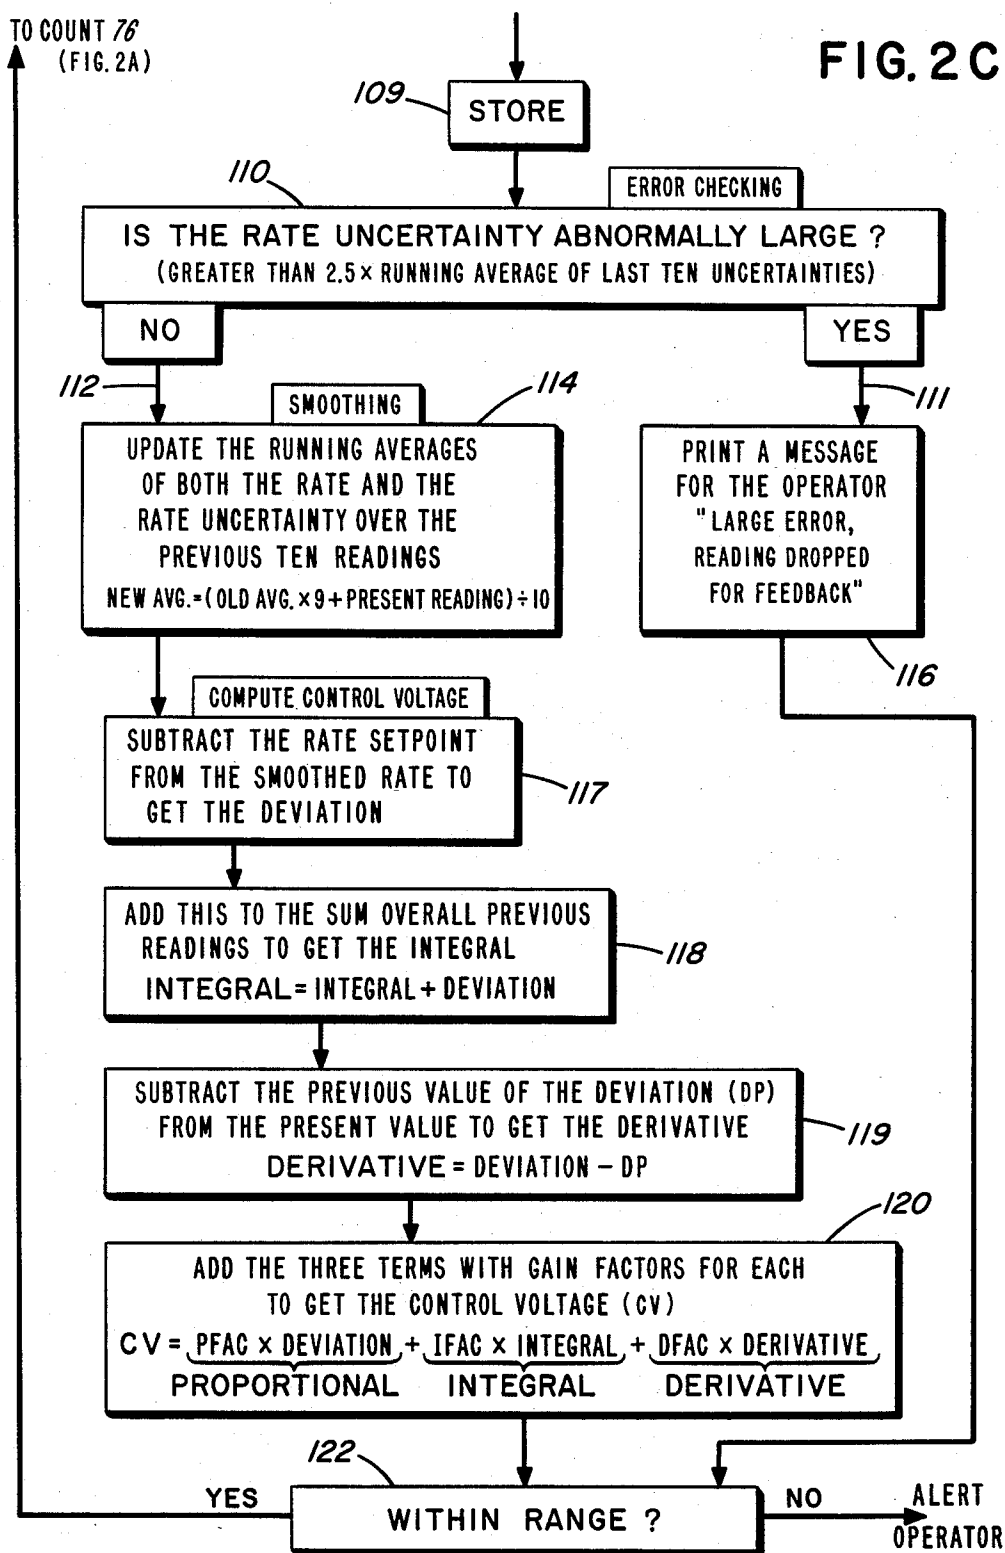 TO COUNT 76
(FIG. 2A)
FIG. 2C
109
STORE
110
ERROR CHECKING
IS THE RATE UNCERTAINTY ABNORMALLY LARGE ?
(GREATER THAN 2.5 × RUNNING AVERAGE OF LAST TEN UNCERTAINTIES)
NO
YES
112
111
SMOOTHING
114
UPDATE THE RUNNING AVERAGES
OF BOTH THE RATE AND THE
RATE UNCERTAINTY OVER THE
PREVIOUS TEN READINGS
NEW AVG.=(OLD AVG. × 9 + PRESENT READING) ÷ 10
PRINT A MESSAGE
FOR THE OPERATOR
"LARGE ERROR,
READING DROPPED
FOR FEEDBACK"
116
COMPUTE CONTROL VOLTAGE
SUBTRACT THE RATE SETPOINT
FROM THE SMOOTHED RATE TO
GET THE DEVIATION
117
ADD THIS TO THE SUM OVERALL PREVIOUS
READINGS TO GET THE INTEGRAL
INTEGRAL = INTEGRAL + DEVIATION
118
SUBTRACT THE PREVIOUS VALUE OF THE DEVIATION (DP)
FROM THE PRESENT VALUE TO GET THE DERIVATIVE
DERIVATIVE = DEVIATION - DP
119
120
ADD THE THREE TERMS WITH GAIN FACTORS FOR EACH
TO GET THE CONTROL VOLTAGE (CV)
CV = PFAC × DEVIATION + IFAC × INTEGRAL + DFAC × DERIVATIVE
PROPORTIONAL INTEGRAL DERIVATIVE
122
YES
WITHIN RANGE ?
NO
ALERT
OPERATOR